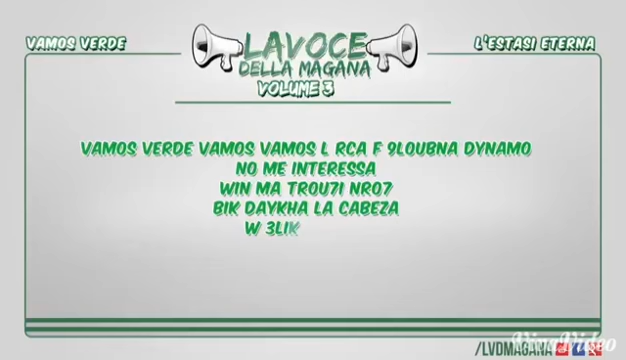 VAMOS VERDE
L'ESTASI ETERNA
LAVOCE
DELLA MAGANA
VOLUME 3
VAMOS VERDE VAMOS VAMOS L RCA F 9LOUBNA DYNAMO
NO ME INTERESSA
WIN MA TROU7I NRO7
BIK DAYKHA LA CABEZA
W 3LIK
/LVDMAGANA
VivaVideo